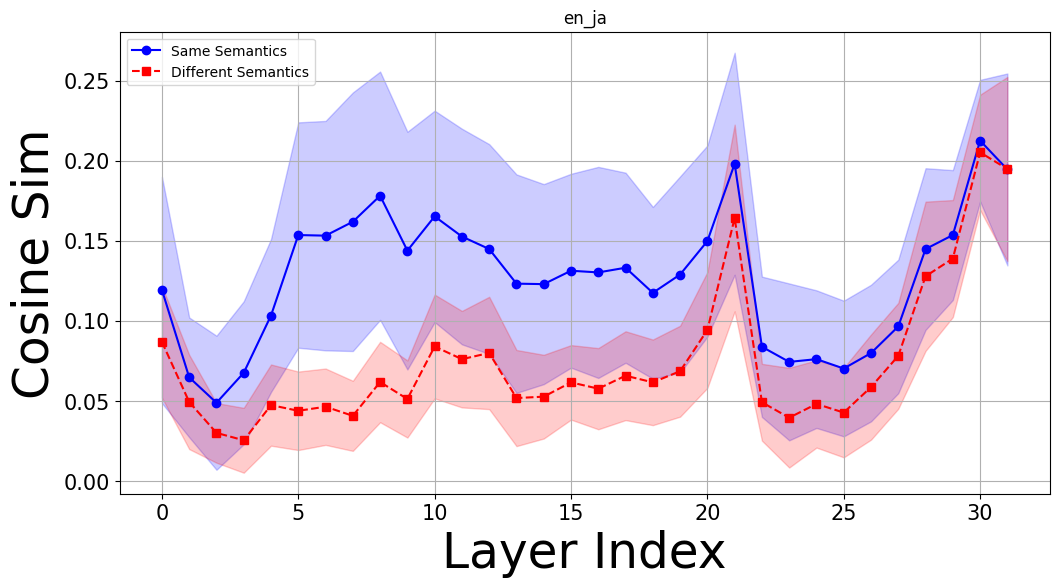 en_ja
Same Semantics
Different Semantics
Cosine Sim
0.25
0.20
0.15
0.10
0.05
0.00
0 5 10 15 20 25 30
Layer Index